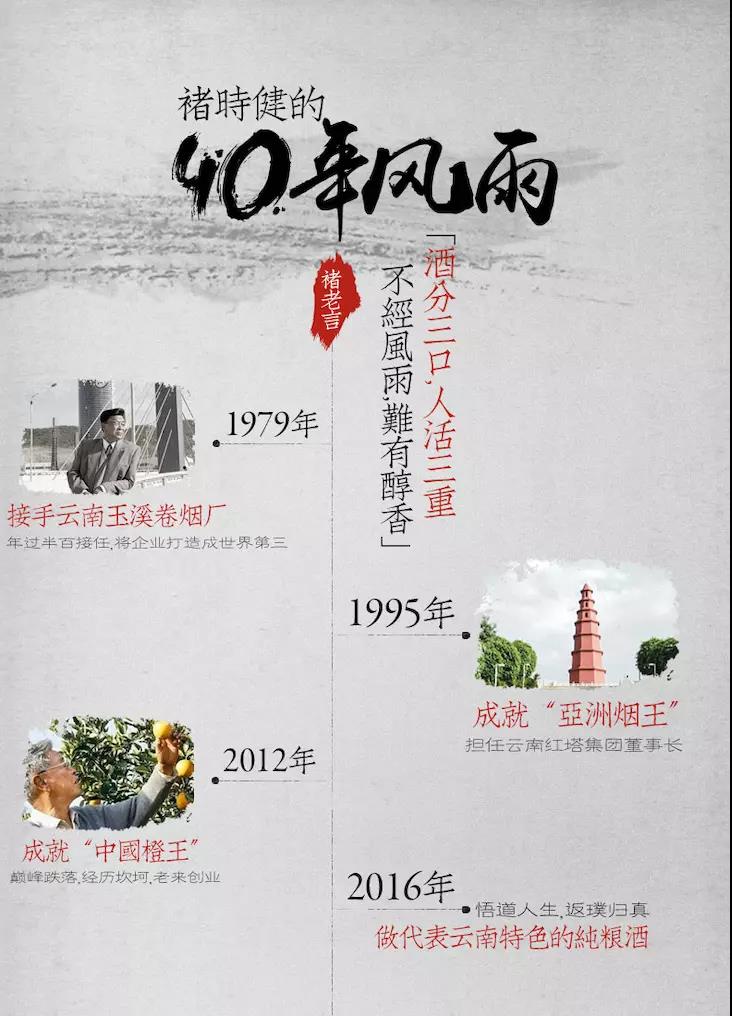 褚時健的
40年风雨
「酒分三口,人活三重
不經風雨,難有醇香」
褚老言
1979年
接手云南玉溪卷烟厂
年过半百接任,将企业打造成世界第三
1995年
成就“亞洲烟王”
担任云南红塔集团董事长
2012年
成就“中國橙王”
巅峰跌落,经历坎坷,老来创业
2016年
悟道人生,返璞归真
做代表云南特色的純粮酒